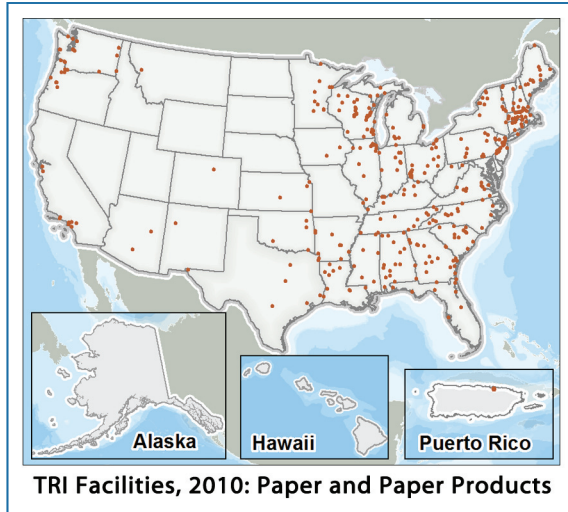 Alaska
Hawaii
Puerto Rico
TRI Facilities, 2010: Paper and Paper Products